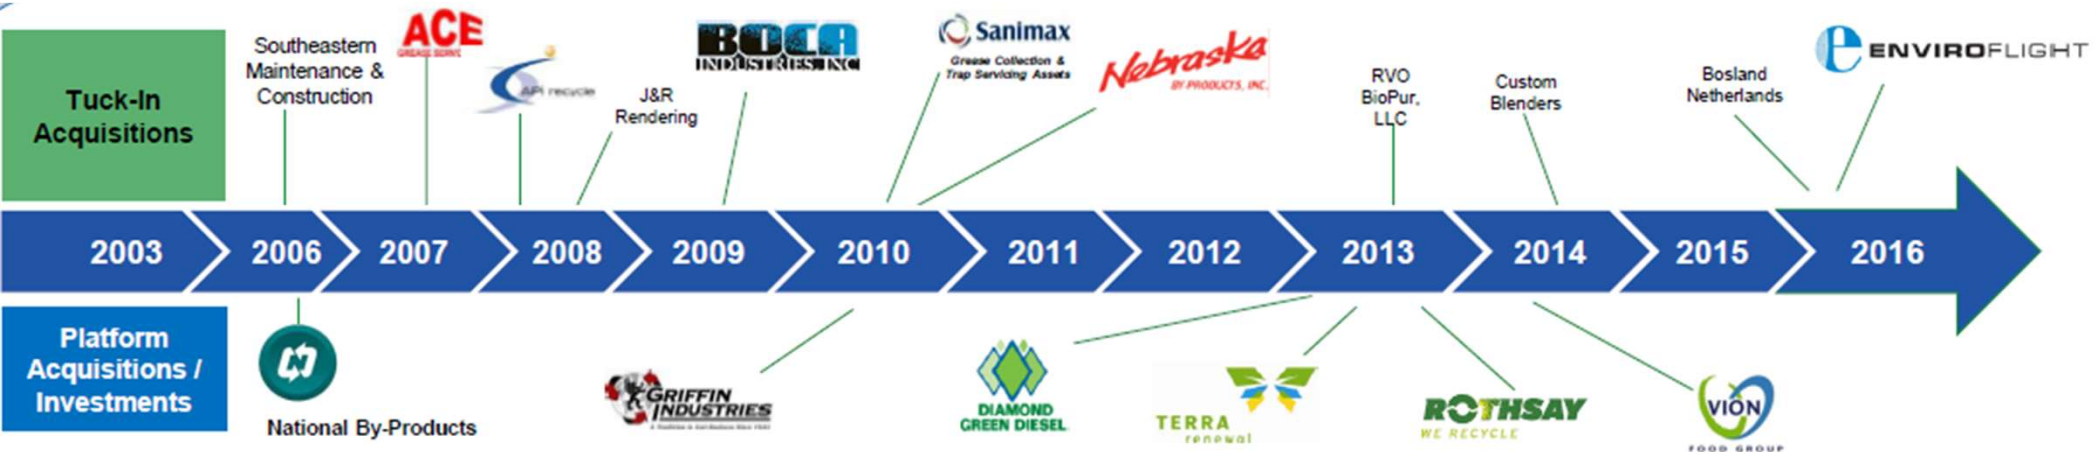 Tuck-In
Acquisitions
Southeastern
Maintenance &
Construction
ACE
GREASE SERVICE
API recycle
J&R
Rendering
BOCA
INDUSTRIES, INC
Sanimax
Grease Collection &
Trap Servicing Assets
Nebraska
BY-PRODUCTS, INC.
RVO
BioPur,
LLC
Custom
Blenders
Bosland
Netherlands
e ENVIROFLIGHT
2003 2006 2007 2008 2009 2010 2011 2012 2013 2014 2015 2016
Platform
Acquisitions /
Investments
National By-Products
GRIFFIN
INDUSTRIES
DIAMOND
GREEN DIESEL
TERRA
renewal
ROTHSAY
WE RECYCLE
VION
FOOD GROUP